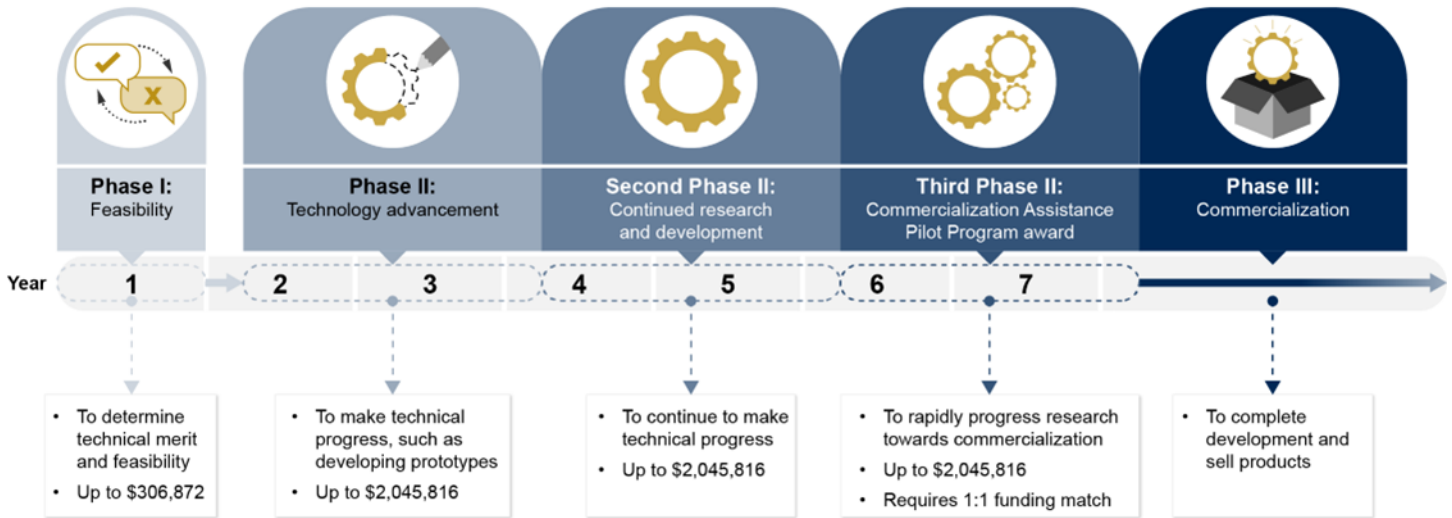 X
Phase I:
Feasibility
Phase II:
Technology advancement
Second Phase II:
Continued research
and development
Third Phase II:
Commercialization Assistance
Pilot Program award
Phase III:
Commercialization
Year
1
2
3
4
5
6
7
• To determine
technical merit
and feasibility
• Up to $306,872
• To make technical
progress, such as
developing prototypes
• Up to $2,045,816
• To continue to make
technical progress
• Up to $2,045,816
• To rapidly progress research
towards commercialization
• Up to $2,045,816
• Requires 1:1 funding match
• To complete
development and
sell products